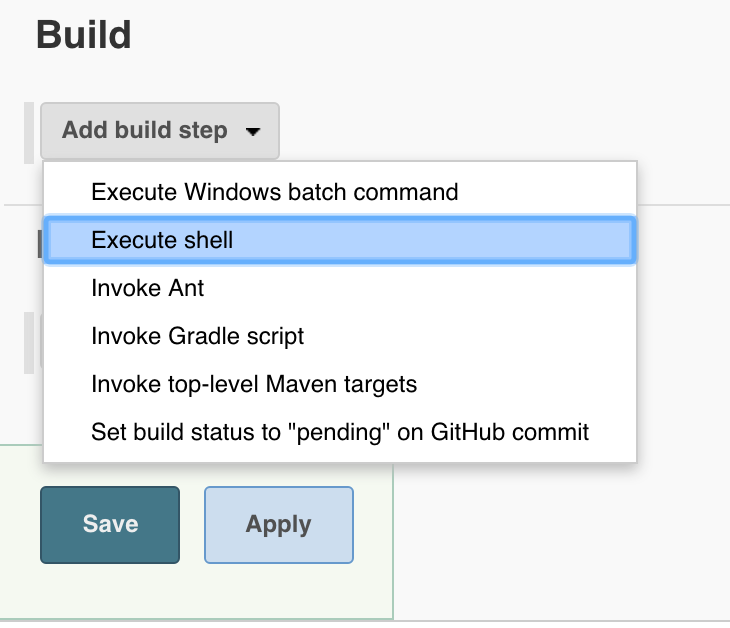 Build
Add build step
Execute Windows batch command
Execute shell
Invoke Ant
Invoke Gradle script
Invoke top-level Maven targets
Set build status to "pending" on GitHub commit
Save
Apply